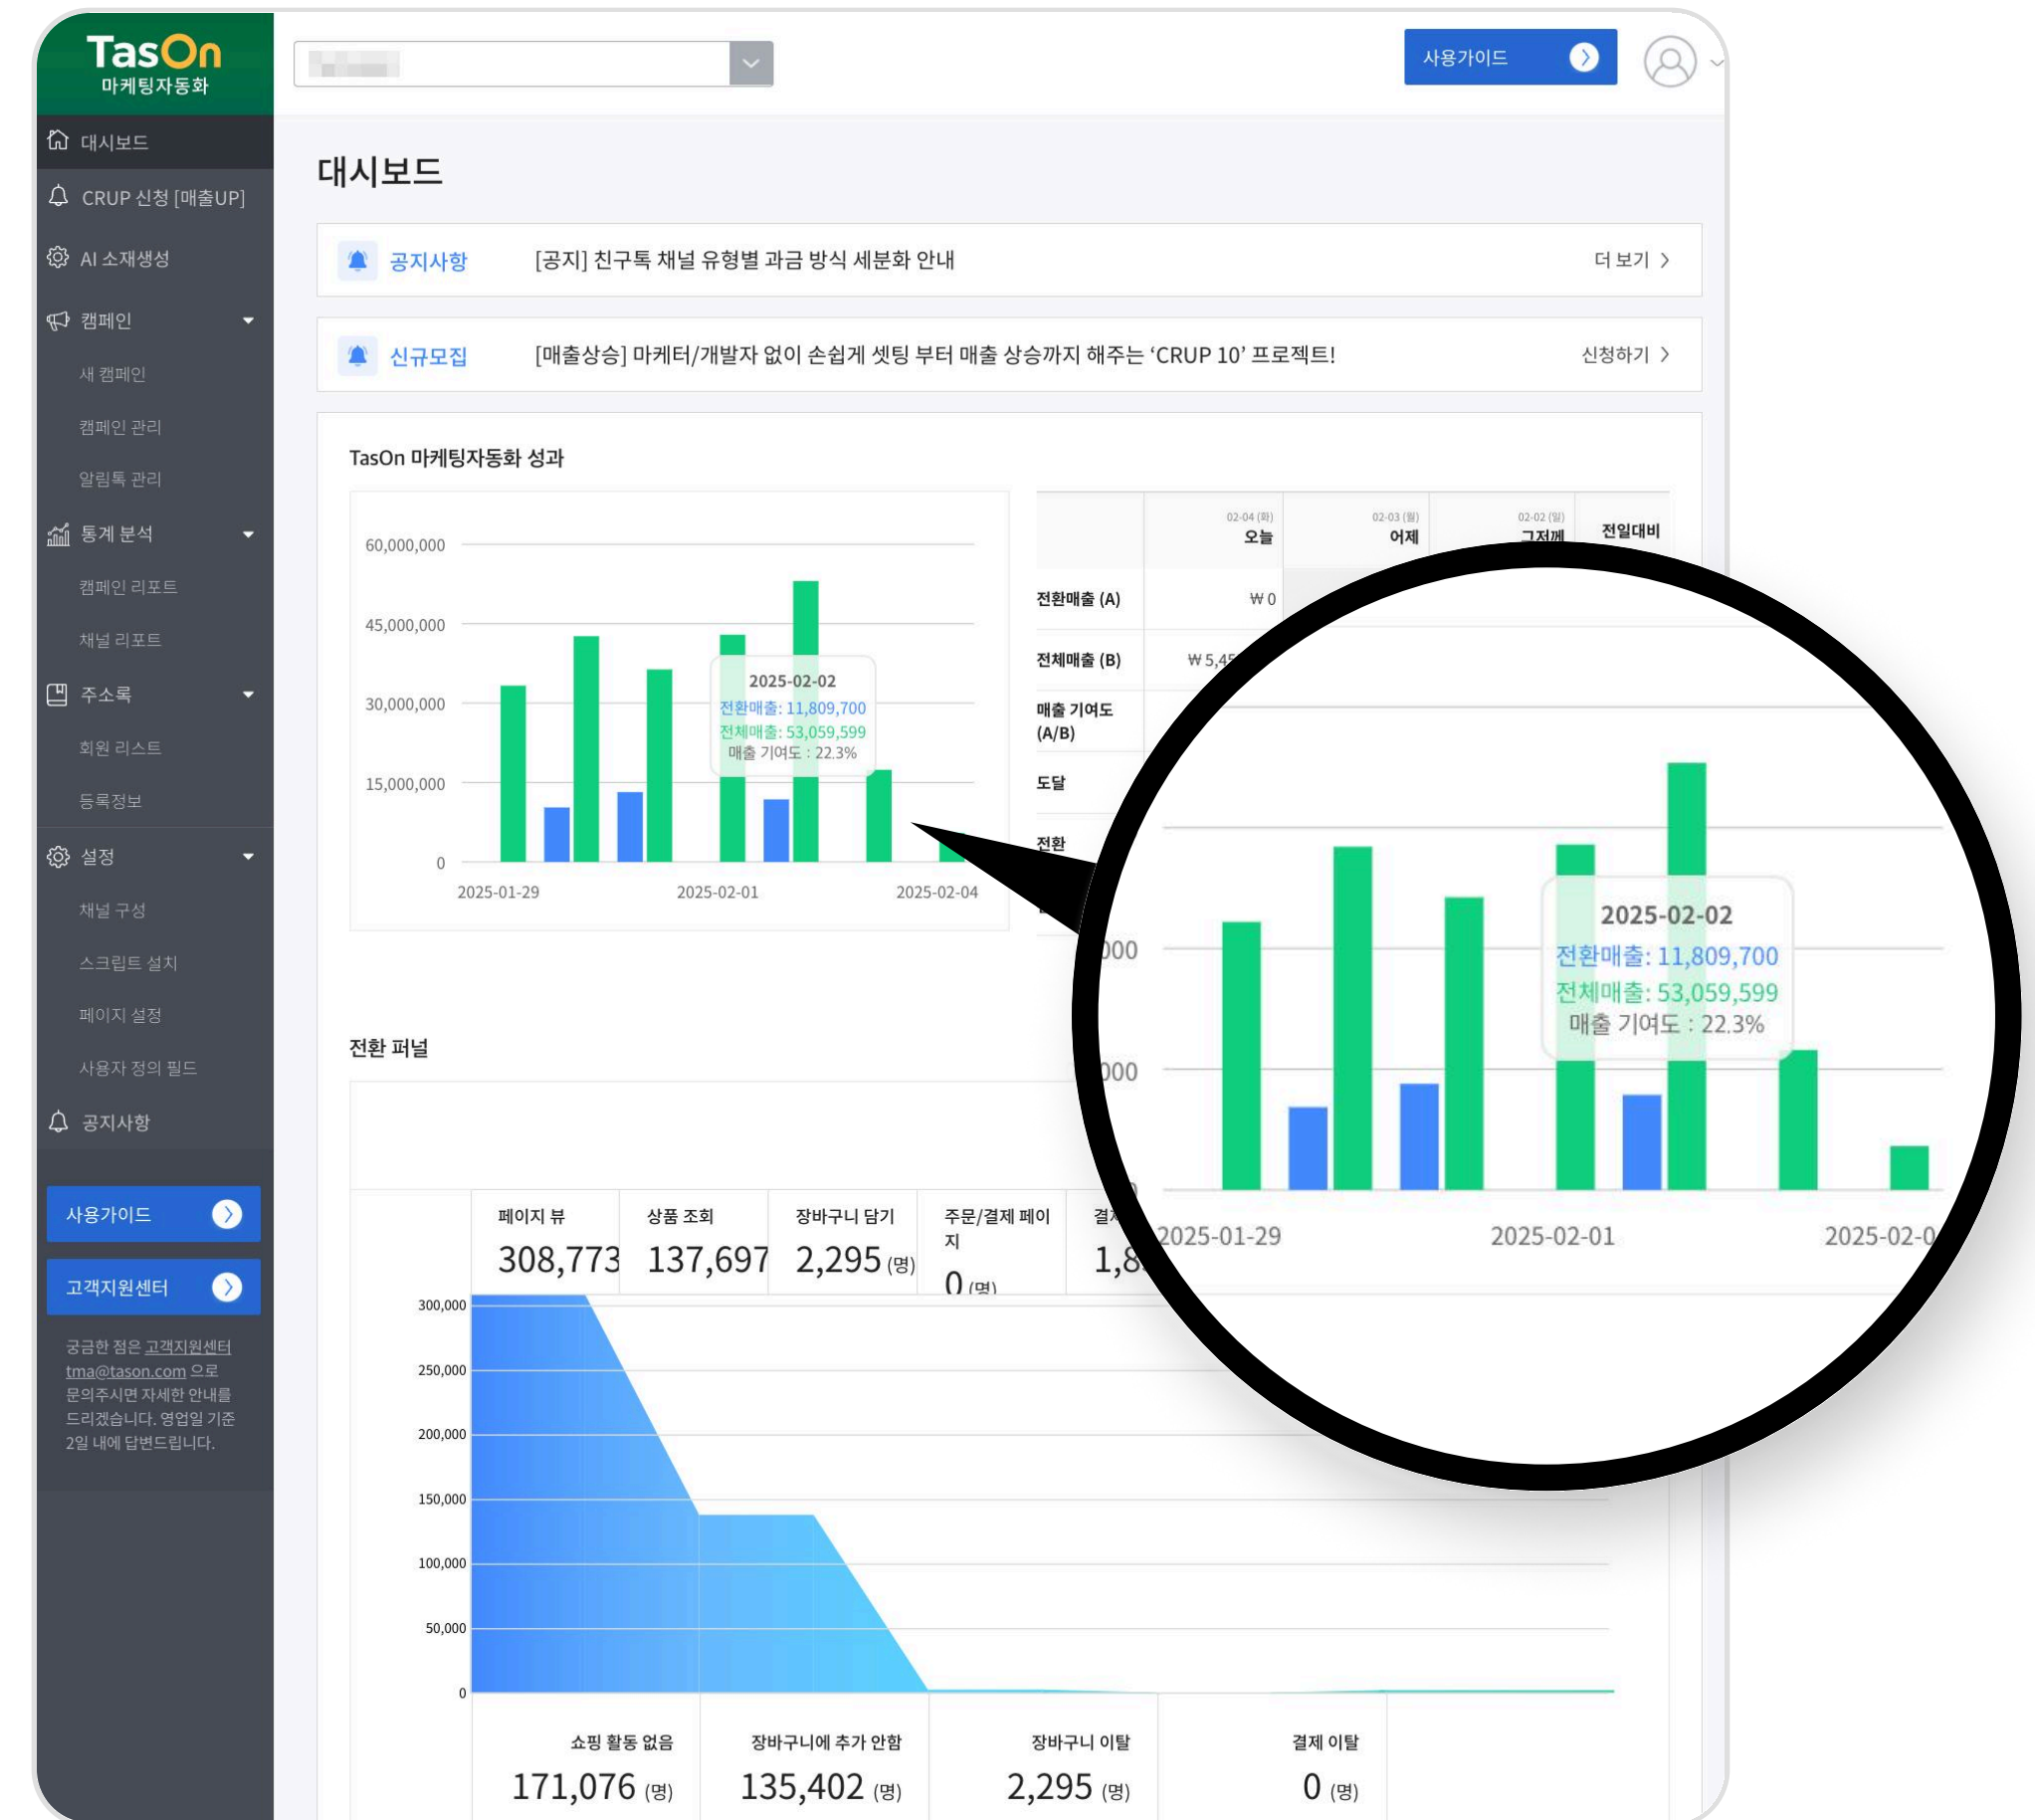 TasOn
마케팅자동화
사용가이드
대시보드
CRUP 신청 [매출UP]
AI 소재생성
캠페인
새 캠페인
캠페인 관리
알림톡 관리
통계 분석
캠페인 리포트
채널 리포트
주소록
회원 리스트
등록정보
설정
채널 구성
스크립트 설치
페이지 설정
사용자 정의 필드
공지사항
사용가이드
고객지원센터
궁금한 점은 고객지원센터
tma@tason.com 으로
문의주시면 자세한 안내를
드리겠습니다. 영업일 기준
2일 내에 답변드립니다.
대시보드
공지사항 [공지] 친구톡 채널 유형별 과금 방식 세분화 안내 더 보기
신규모집 [매출상승] 마케터/개발자 없이 손쉽게 셋팅 부터 매출 상승까지 해주는 ‘CRUP 10’ 프로젝트! 신청하기
TasOn 마케팅자동화 성과
60,000,000
45,000,000
30,000,000
15,000,000
0
2025-01-29 2025-02-01 2025-02-04
2025-02-02
전환매출: 11,809,700
전체매출: 53,059,599
매출 기여도 : 22.3%
02-04 (화) 02-03 (월) 02-02 (일)
오늘 어제 그저께 전일대비
전환매출 (A) ₩ 0
전체매출 (B) ₩ 5,45
매출 기여도
(A/B)
도달
전환
000
000
2025-02-02
전환매출: 11,809,700
전체매출: 53,059,599
매출 기여도 : 22.3%
2025-01-29 2025-02-01 2025-02-0
전환 퍼널
페이지 뷰 상품 조회 장바구니 담기 주문/결제 페이
지
308,773 137,697 2,295 (명) 0 (명) 1,8
300,000
250,000
200,000
150,000
100,000
50,000
0
쇼핑 활동 없음 장바구니에 추가 안함 장바구니 이탈 결제 이탈
171,076 (명) 135,402 (명) 2,295 (명) 0 (명)